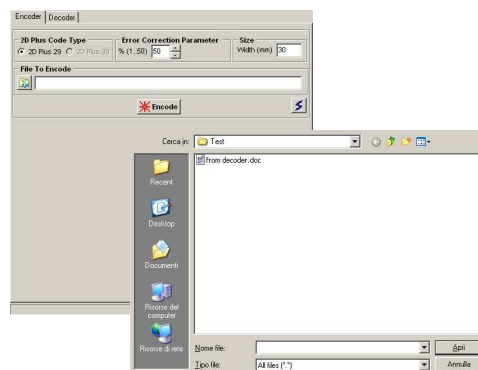 Encoder Decoder
2D Plus Code Type
2D Plus 29 2D Plus 39
Error Correction Parameter
% (1..50) 50
Size
Width (mm) 30
File To Encode
Encode
Cerca in: Test
from decoder.doc
Recent
Desktop
Documenti
Risorse del
computer
Risorse di rete
Nome file:
Apri
Tipo file: All files (*.*)
Annulla